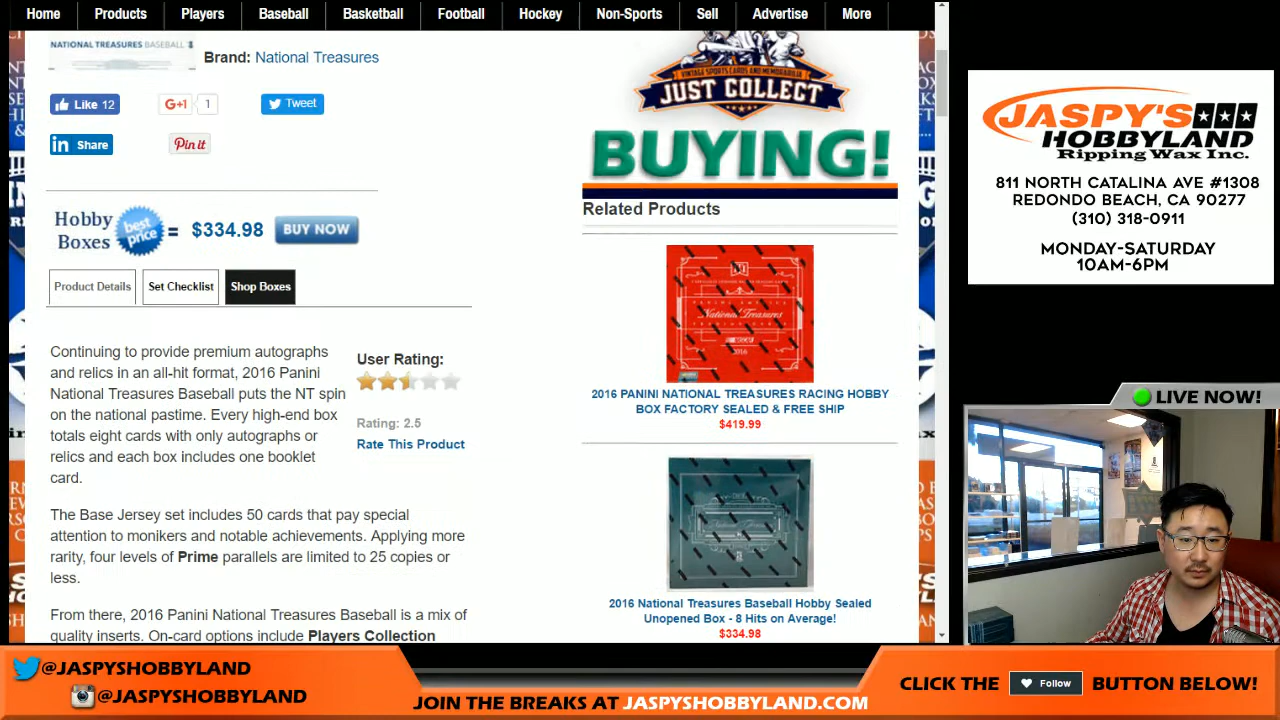 Home Products Players Baseball Basketball Football Hockey Non-Sports Sell Advertise More
NATIONAL TREASURES BASEBALL
Brand: National Treasures
Like 12
G+1 1
Tweet
in Share
Pin it
Hobby Boxes best price = $334.98 BUY NOW
Product Details
Set Checklist
Shop Boxes
Continuing to provide premium autographs
and relics in an all-hit format, 2016 Panini
National Treasures Baseball puts the NT spin
on the national pastime. Every high-end box
totals eight cards with only autographs or
relics and each box includes one booklet
card.
User Rating:
Rating: 2.5
Rate This Product
The Base Jersey set includes 50 cards that pay special
attention to monikers and notable achievements. Applying more
rarity, four levels of Prime parallels are limited to 25 copies or
less.
From there, 2016 Panini National Treasures Baseball is a mix of
quality inserts. On-card options include Players Collection
VINTAGE SPORTS CARDS AND MEMORABILIA
JUST COLLECT
BUYING!
Related Products
National Treasures
2016
2016 PANINI NATIONAL TREASURES RACING HOBBY
BOX FACTORY SEALED & FREE SHIP
$419.99
National Treasures
2016 National Treasures Baseball Hobby Sealed
Unopened Box - 8 Hits on Average!
$334.98
JASPY'S
HOBBYLAND
Ripping Wax Inc.
811 NORTH CATALINA AVE #1308
REDONDO BEACH, CA 90277
(310) 318-0911
MONDAY-SATURDAY
10AM-6PM
LIVE NOW!
@JASPYSHOBBYLAND
@JASPYSHOBBYLAND
JOIN THE BREAKS AT JASPYSHOBBYLAND.COM
CLICK THE Follow BUTTON BELOW!